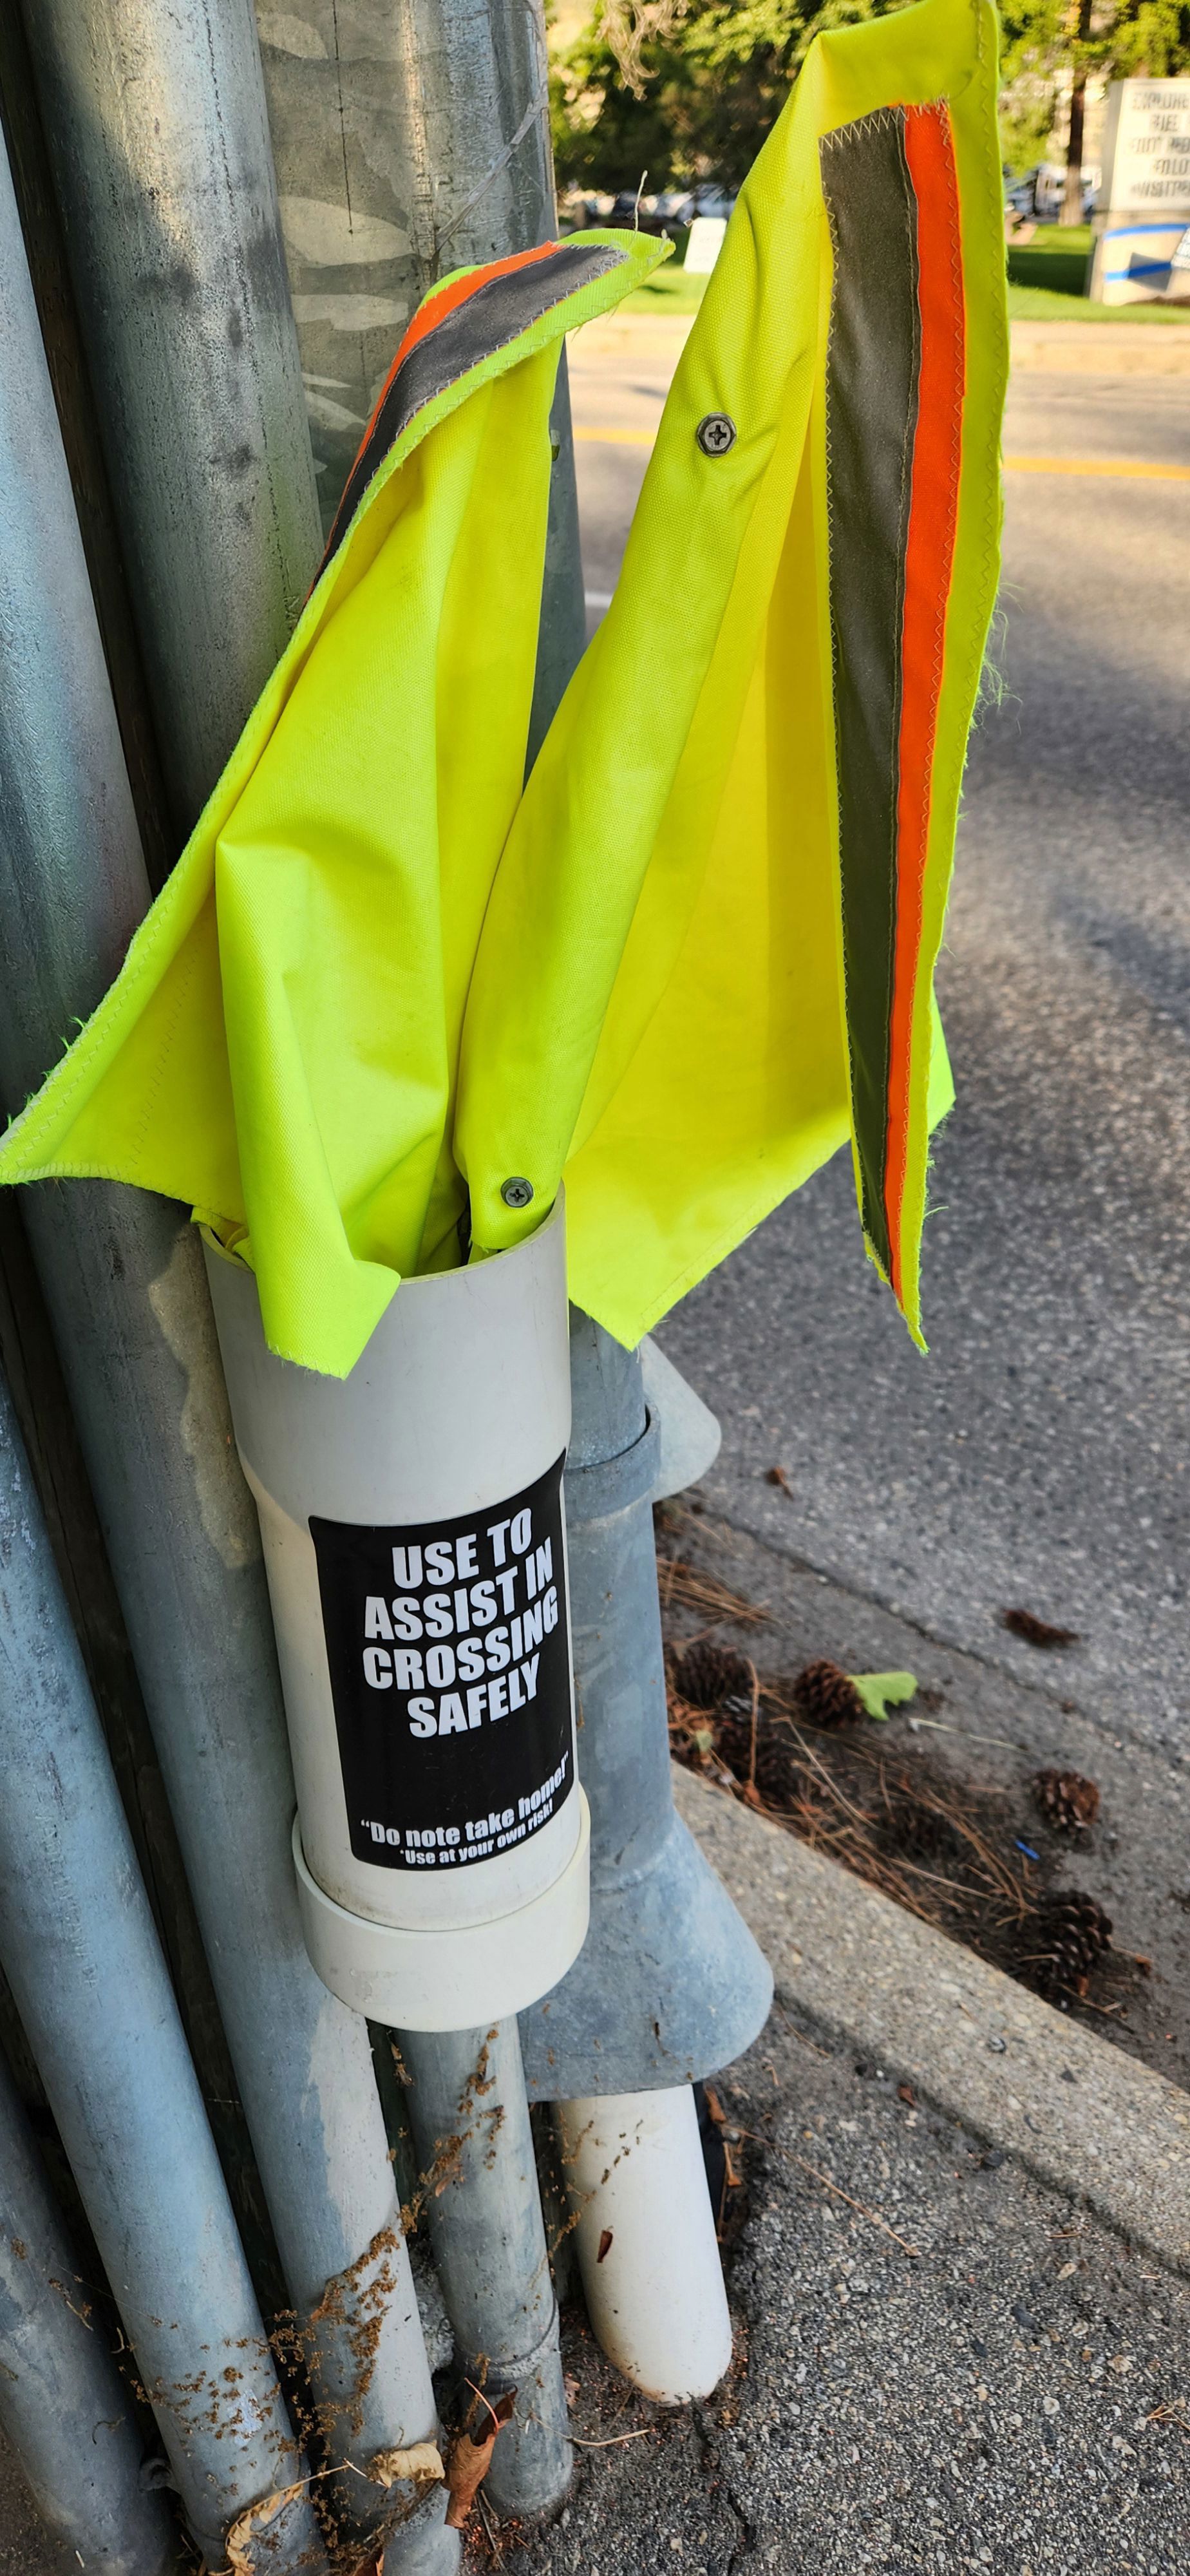 USE TO
ASSIST IN
CROSSING
SAFELY
"Do note take home!"
*Use at your own risk!